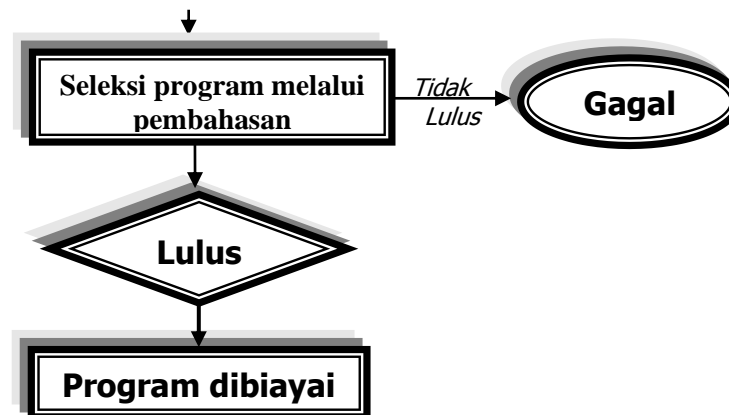 Seleksi program melalui
pembahasan
Tidak
Lulus
Gagal
Lulus
Program dibiayai